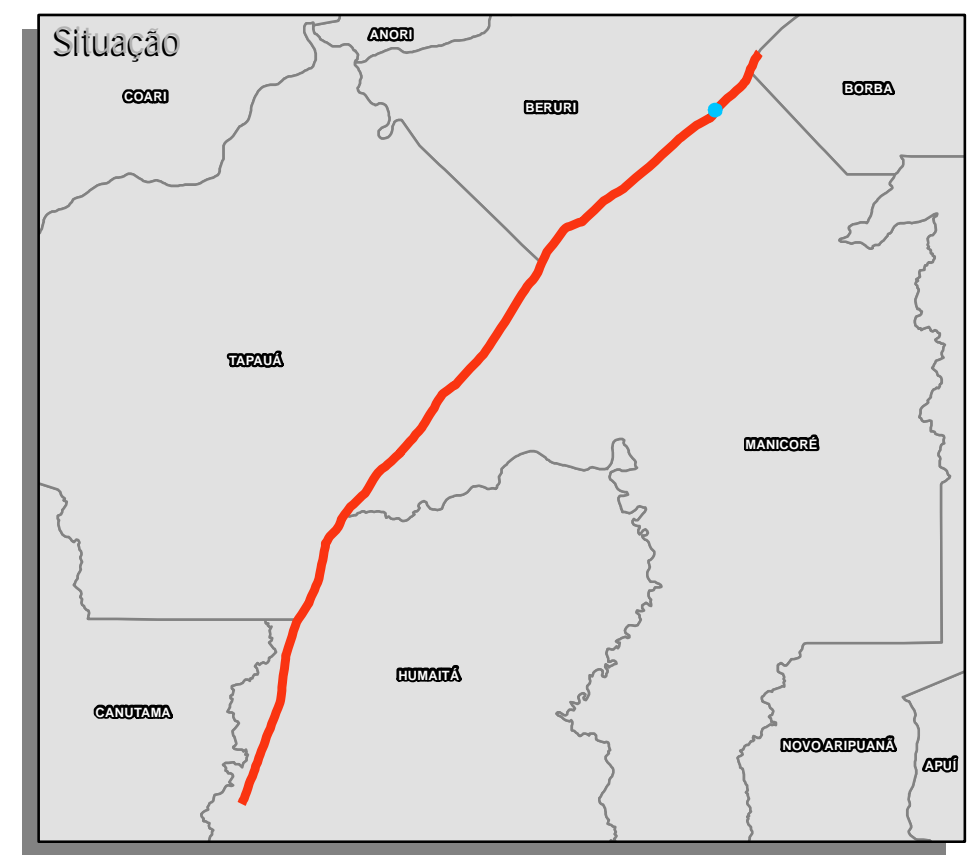 Situação
ANORI
COARI
BERURI
BORBA
TAPAUÁ
MANICORÉ
HUMAITÁ
CANUTAMA
NOVO ARIPUANÃ
APUÍ